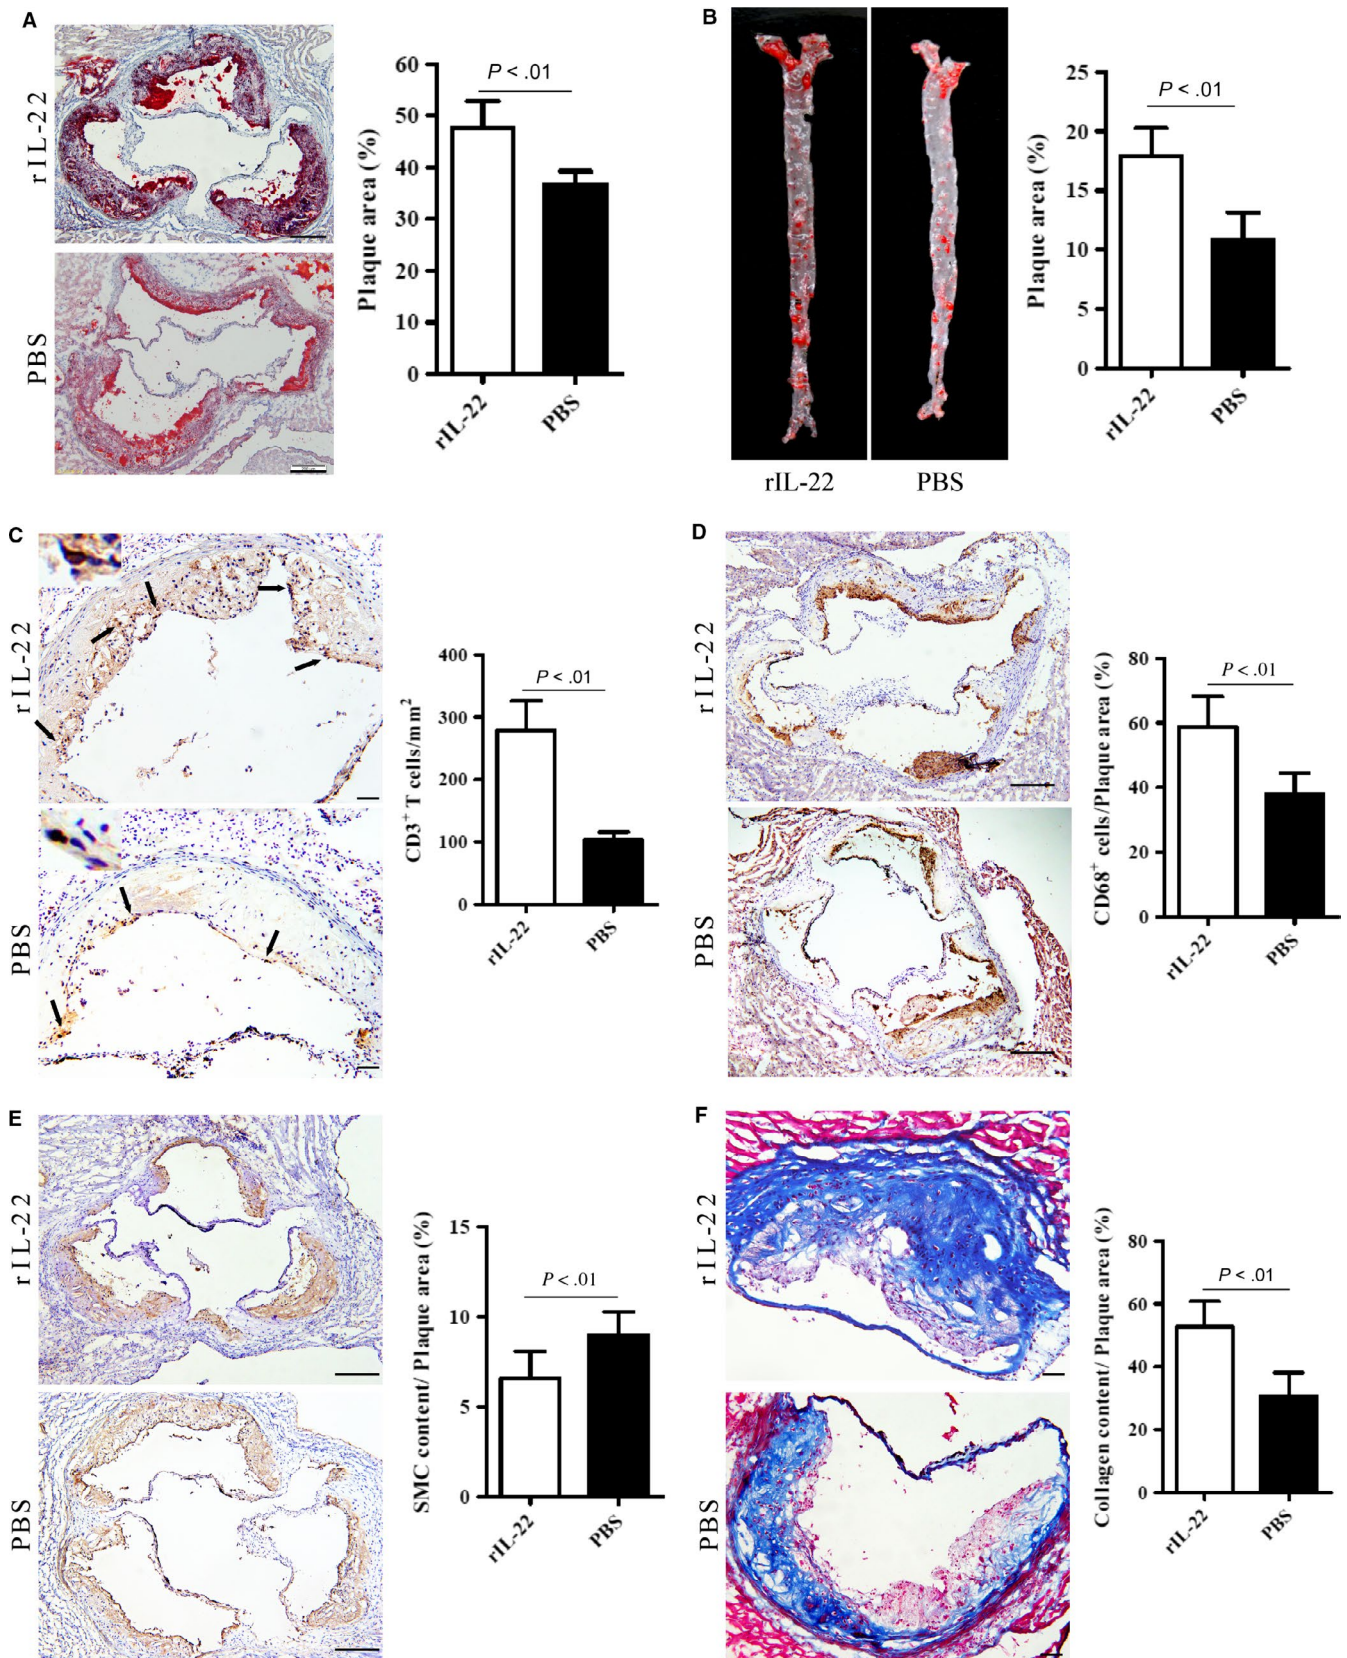 A
rIL-22
PBS
Plaque area (%)
60
50
40
30
20
10
0
P < .01
rIL-22
PBS
B
rIL-22
PBS
Plaque area (%)
25
20
15
10
5
0
P < .01
rIL-22
PBS
C
rIL-22
PBS
CD3+ T cells/mm2
400
300
200
100
0
P < .01
rIL-22
PBS
D
rIL-22
PBS
CD68+ cells/Plaque area (%)
80
60
40
20
0
P < .01
rIL-22
PBS
E
rIL-22
PBS
SMC content/ Plaque area (%)
15
10
5
0
P < .01
rIL-22
PBS
F
rIL-22
PBS
Collagen content/ Plaque area (%)
80
60
40
20
0
P < .01
rIL-22
PBS